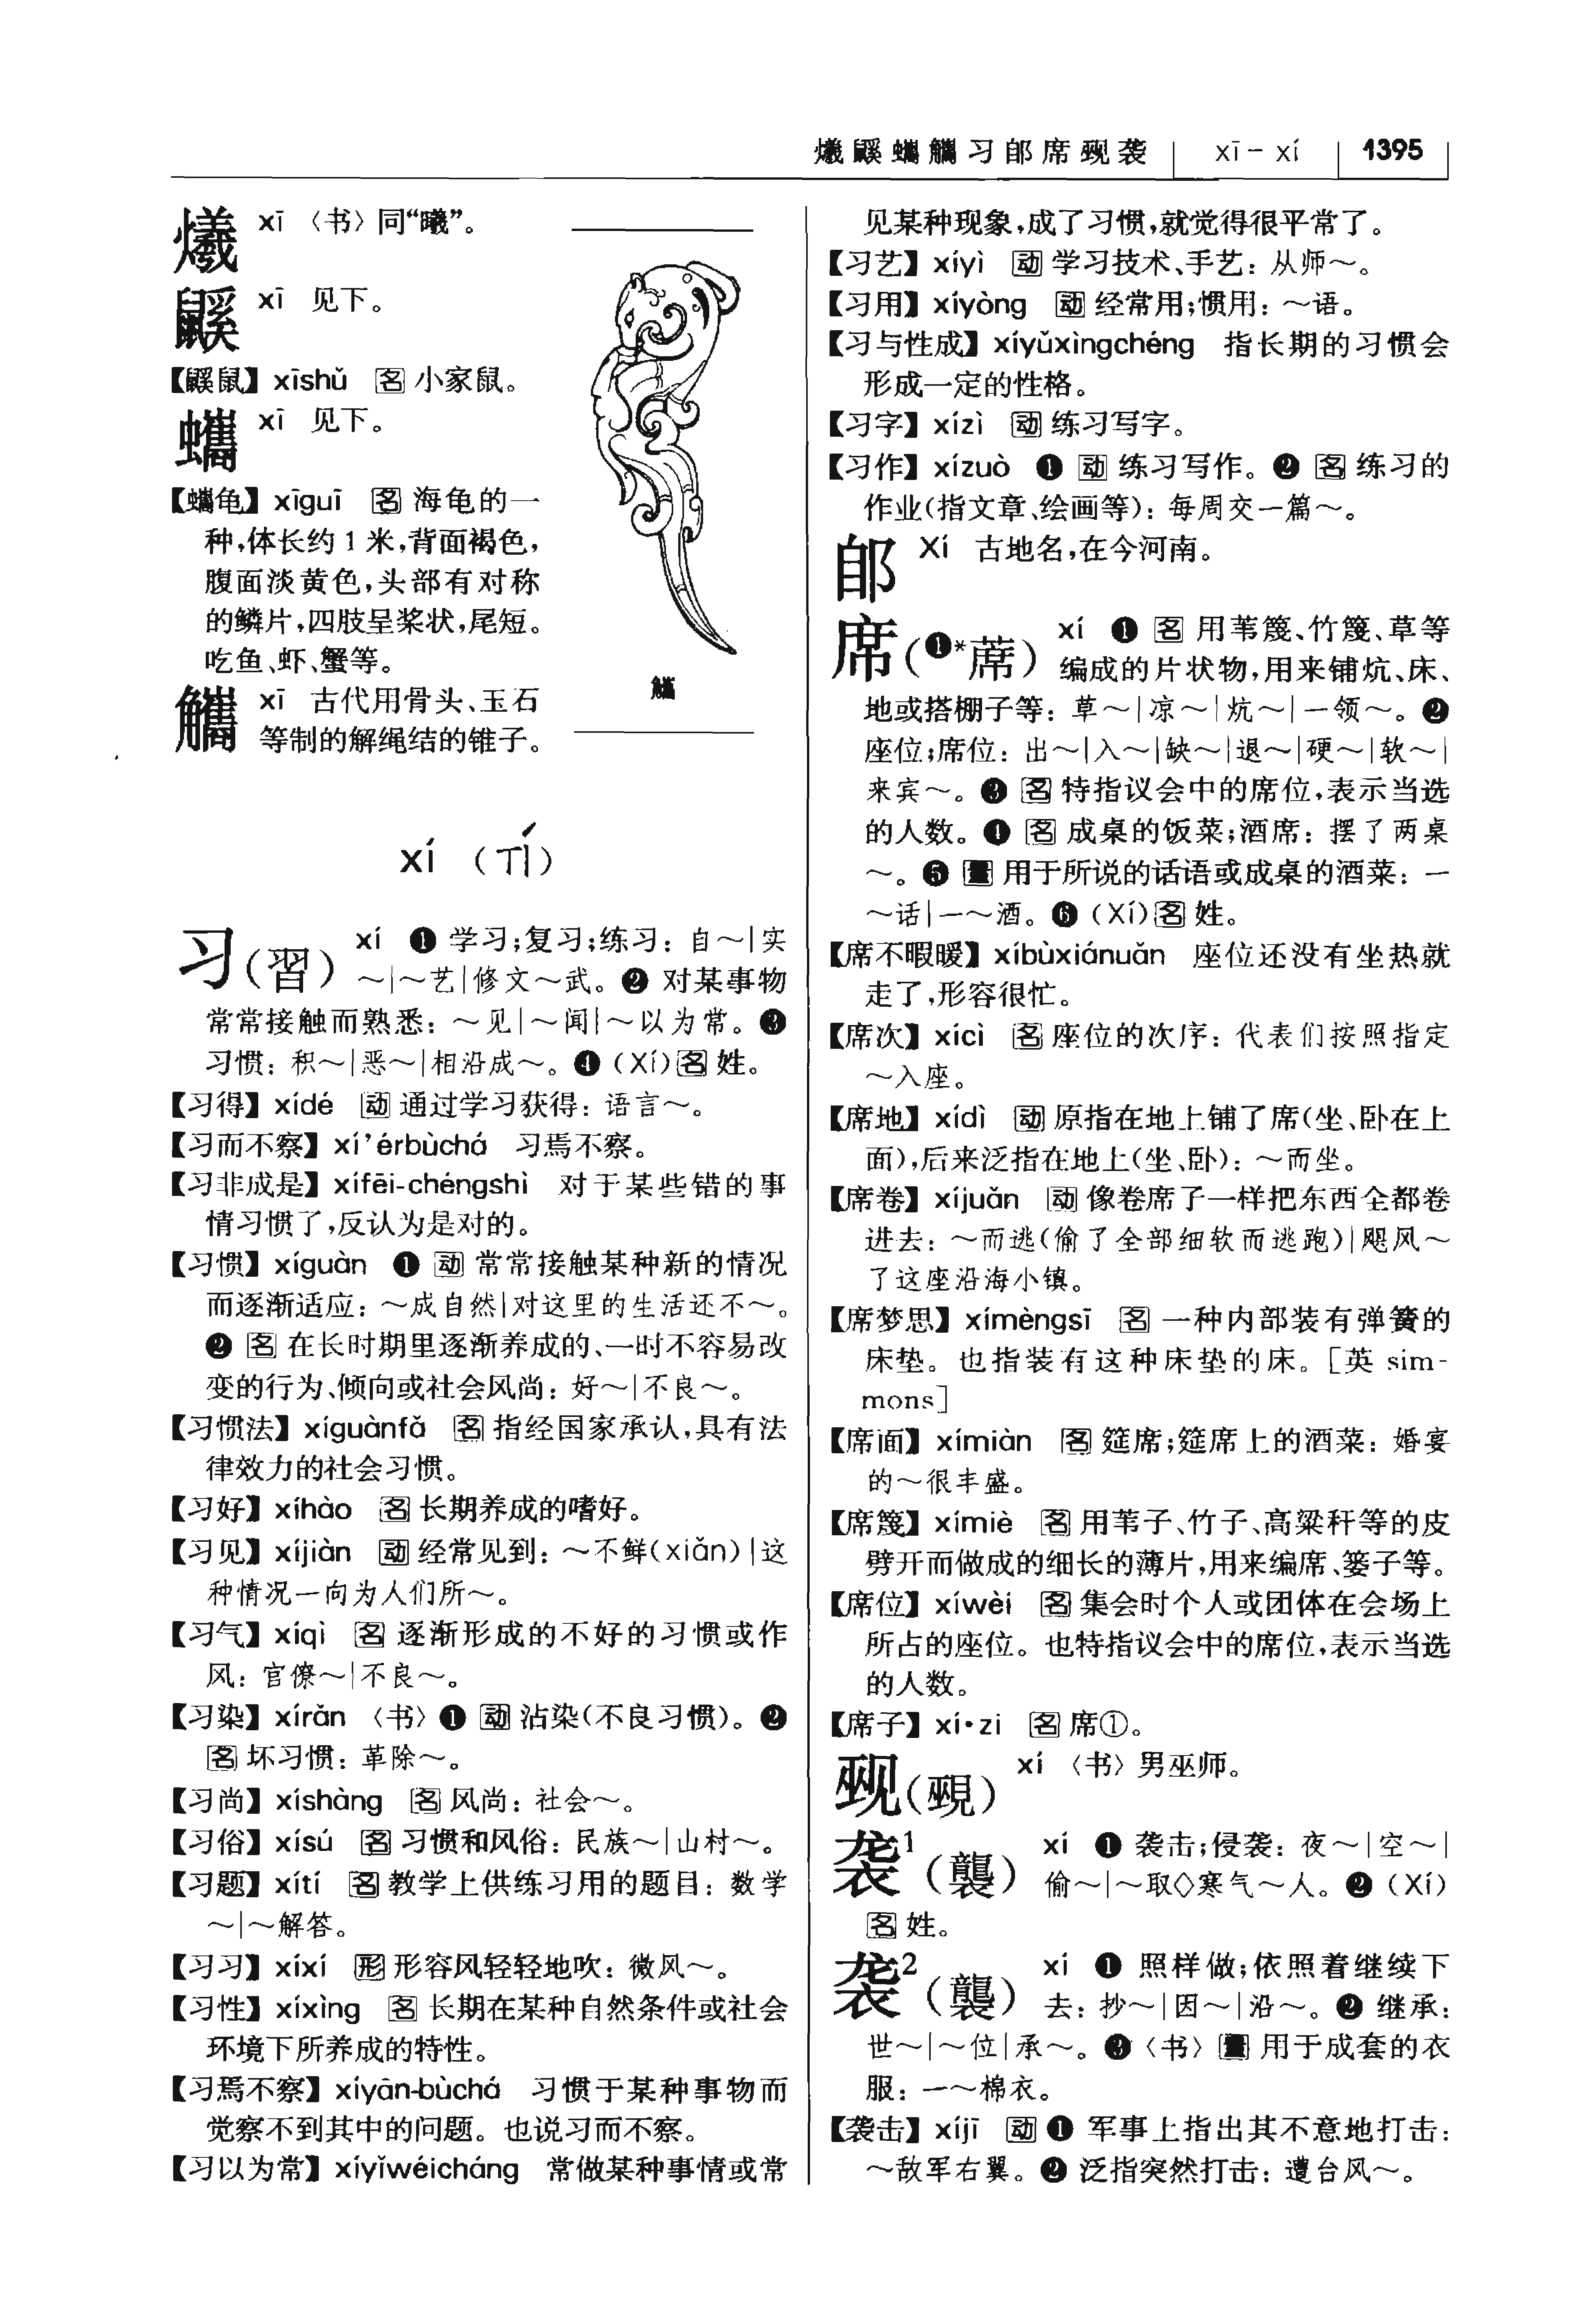 爔鼷蠵觿习郋席觋袭 xī－xí 1395
爔 xī 〈书〉同“曦”。
鼷 xī 见下。
【鼷鼠】xīshǔ 名 小家鼠。
蠵 xī 见下。
【蠵龟】xīguī 名 海龟的一
种，体长约 1 米，背面褐色，
腹面淡黄色，头部有对称
的鳞片，四肢呈桨状，尾短。
吃鱼、虾、蟹等。
觿 xī 古代用骨头、玉石
等制的解绳结的锥子。
觿
xí （ㄒㄧˊ）
习（習） xí ❶ 学习；复习；练习：自～|实
～|～艺|修文～武。❷ 对某事物
常常接触而熟悉：～见|～闻|～以为常。❸
习惯：积～|恶～|相沿成～。❹（Xí）名 姓。
【习得】xídé 动 通过学习获得：语言～。
【习而不察】xí’érbùchá 习焉不察。
【习非成是】xífēi-chéngshì 对于某些错的事
情习惯了，反认为是对的。
【习惯】xíguàn ❶ 动 常常接触某种新的情况
而逐渐适应：～成自然|对这里的生活还不～。
❷ 名 在长时期里逐渐养成的、一时不容易改
变的行为、倾向或社会风尚：好～|不良～。
【习惯法】xíguànfǎ 名 指经国家承认，具有法
律效力的社会习惯。
【习好】xíhào 名 长期养成的嗜好。
【习见】xíjiàn 动 经常见到：～不鲜（xiǎn）|这
种情况一向为人们所～。
【习气】xíqì 名 逐渐形成的不好的习惯或作
风：官僚～|不良～。
【习染】xírǎn 〈书〉❶ 动 沾染（不良习惯）。❷
名 坏习惯：革除～。
【习尚】xíshàng 名 风尚：社会～。
【习俗】xísú 名 习惯和风俗：民族～|山村～。
【习题】xítí 名 教学上供练习用的题目：数学
～|～解答。
【习习】xíxí 形 形容风轻轻地吹：微风～。
【习性】xíxìng 名 长期在某种自然条件或社会
环境下所养成的特性。
【习焉不察】xíyān-bùchá 习惯于某种事物而
觉察不到其中的问题。也说习而不察。
【习以为常】xíyǐwéicháng 常做某种事情或常
见某种现象，成了习惯，就觉得很平常了。
【习艺】xíyì 动 学习技术、手艺：从师～。
【习用】xíyòng 动 经常用；惯用：～语。
【习与性成】xíyǔxìngchéng 指长期的习惯会
形成一定的性格。
【习字】xízì 动 练习写字。
【习作】xízuò ❶ 动 练习写作。❷ 名 练习的
作业（指文章、绘画等）：每周交一篇～。
郋 Xí 古地名，在今河南。
席（❶*蓆） xí ❶ 名 用苇篾、竹篾、草等
编成的片状物，用来铺炕、床、
地或搭棚子等：草～|凉～|炕～|一领～。❷
座位；席位：出～|入～|缺～|退～|硬～|软～|
来宾～。❸ 名 特指议会中的席位，表示当选
的人数。❹ 名 成桌的饭菜；酒席：摆了两桌
～。❺ 量 用于所说的话语或成桌的酒菜：一
～话|一～酒。❻（Xí）名 姓。
【席不暇暖】xíbùxiánuǎn 座位还没有坐热就
走了，形容很忙。
【席次】xícì 名 座位的次序：代表们按照指定
～入座。
【席地】xídì 动 原指在地上铺了席（坐、卧在上
面），后来泛指在地上（坐、卧）：～而坐。
【席卷】xíjuǎn 动 像卷席子一样把东西全都卷
进去：～而逃（偷了全部细软而逃跑）|飓风～
了这座沿海小镇。
【席梦思】xímèngsī 名 一种内部装有弹簧的
床垫。也指装有这种床垫的床。［英 sim-
mons］
【席面】xímiàn 名 筵席；筵席上的酒菜：婚宴
的～很丰盛。
【席篾】xímiè 名 用苇子、竹子、高粱秆等的皮
劈开而做成的细长的薄片，用来编席、篓子等。
【席位】xíwèi 名 集会时个人或团体在会场上
所占的座位。也特指议会中的席位，表示当选
的人数。
【席子】xí·zi 名 席①。
觋（覡） xí 〈书〉男巫师。
袭1（襲） xí ❶ 袭击；侵袭：夜～|空～|
偷～|～取◇寒气～人。❷（Xí）
名 姓。
袭2（襲） xí ❶ 照样做；依照着继续下
去：抄～|因～|沿～。❷ 继承：
世～|～位|承～。❸〈书〉量 用于成套的衣
服：一～棉衣。
【袭击】xíjī 动 ❶ 军事上指出其不意地打击：
～敌军右翼。❷ 泛指突然打击：遭台风～。